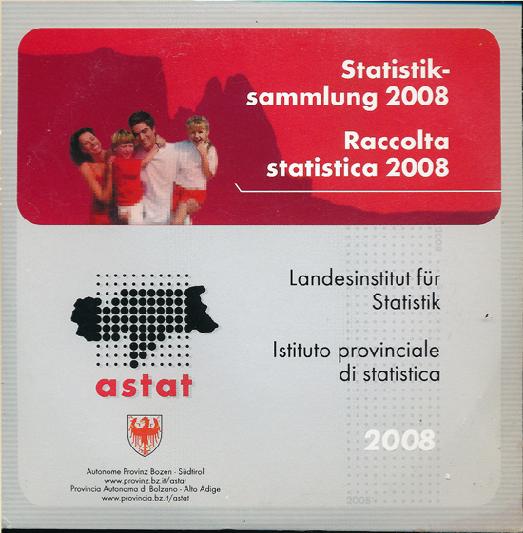 Statistik-
sammlung 2008
Raccolta
statistica 2008
Landesinstitut für
Statistik
Istituto provinciale
di statistica
astat
2008
Autonome Provinz Bozen - Südtirol
www.provinz.bz.it/astat
Provincia Autonoma di Bolzano - Alto Adige
www.provincia.bz.it/astat
2008